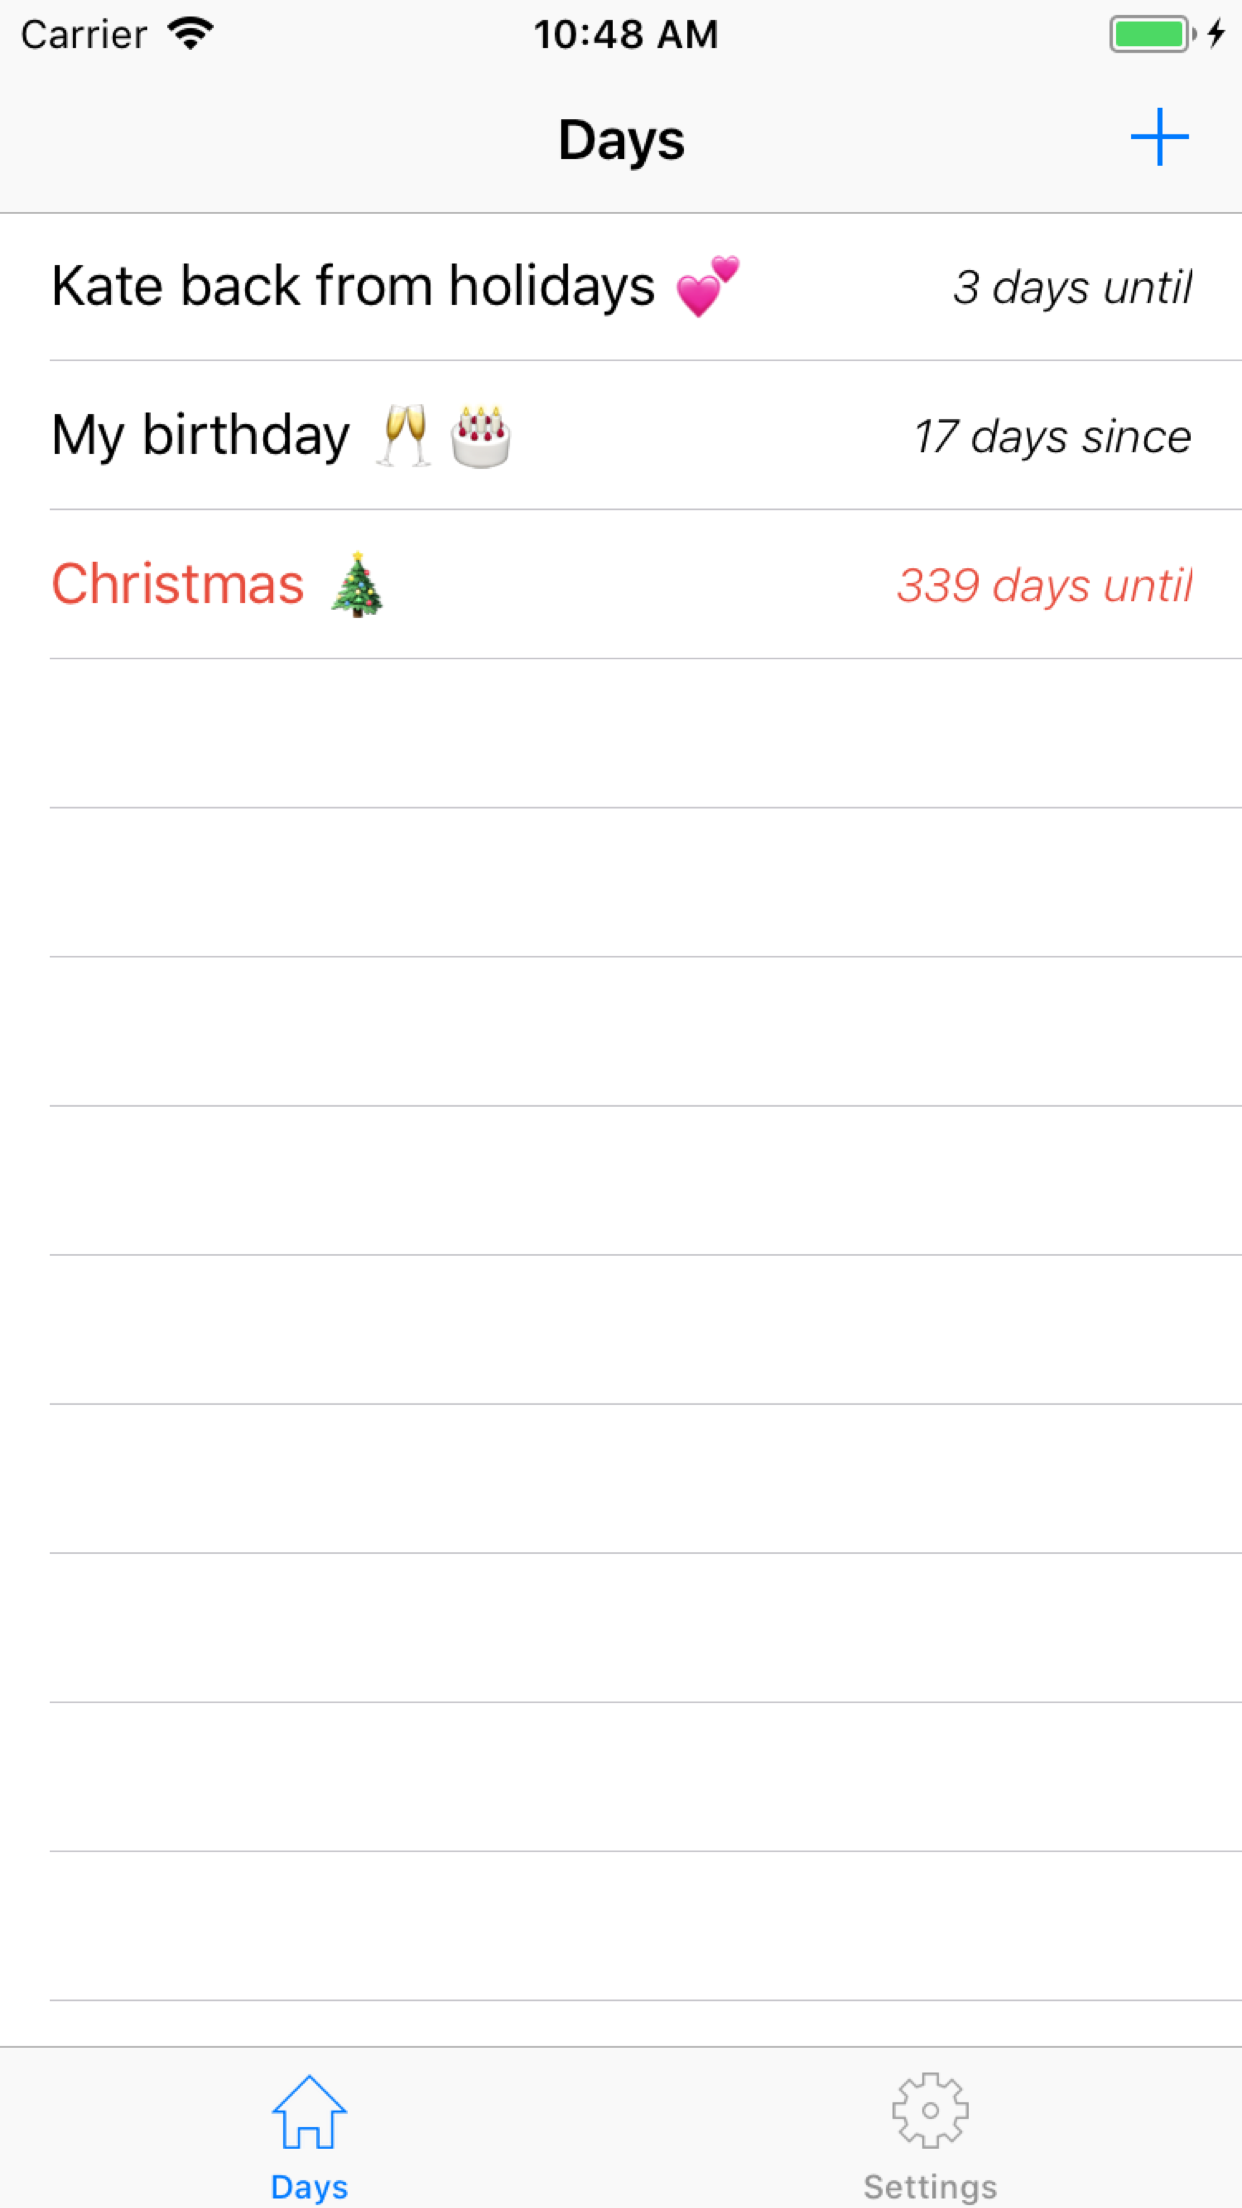 Carrier 10:48 AM
Days
Kate back from holidays 💕 3 days until
My birthday 🥂 🎂 17 days since
Christmas 🎄 339 days until
Days Settings